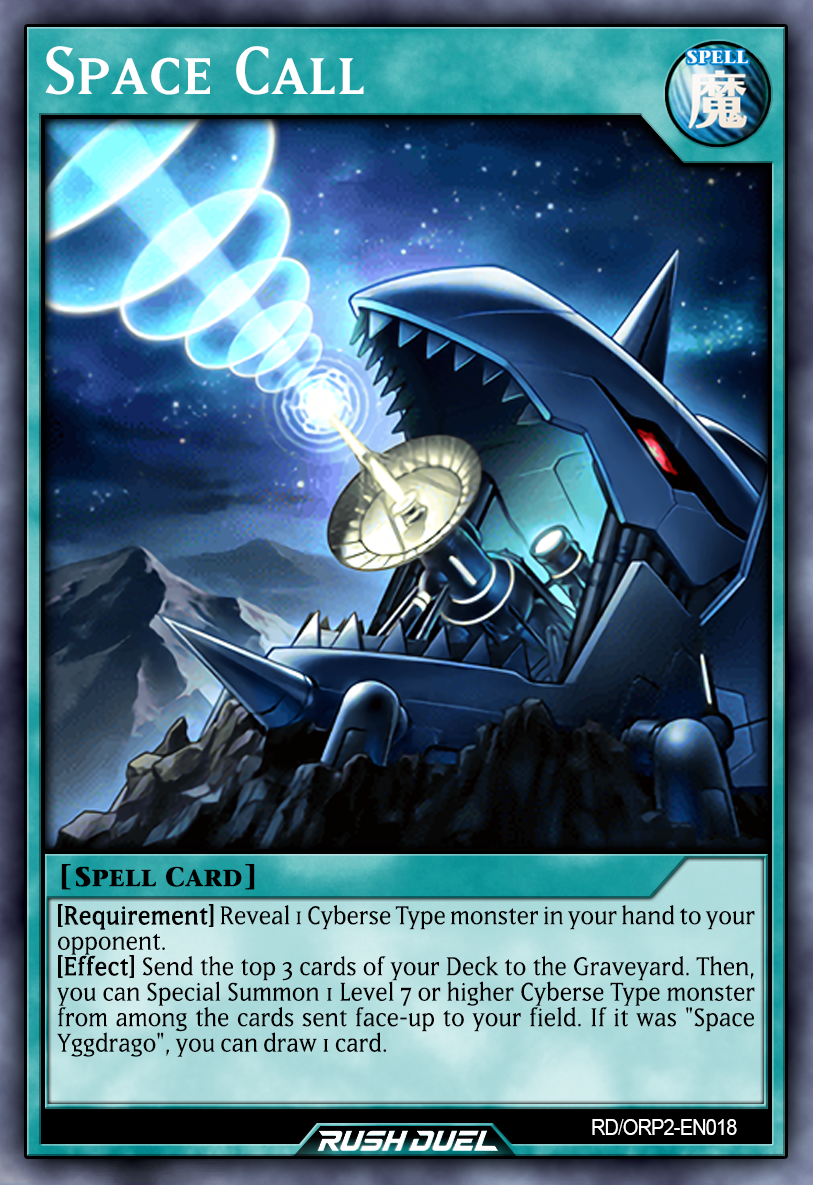 Space Call
SPELL
魔
[Spell Card]
[Requirement] Reveal 1 Cyberse Type monster in your hand to your
opponent.
[Effect] Send the top 3 cards of your Deck to the Graveyard. Then,
you can Special Summon 1 Level 7 or higher Cyberse Type monster
from among the cards sent face-up to your field. If it was "Space
Yggdrago", you can draw 1 card.
RD/ORP2-EN018
RUSH DUEL